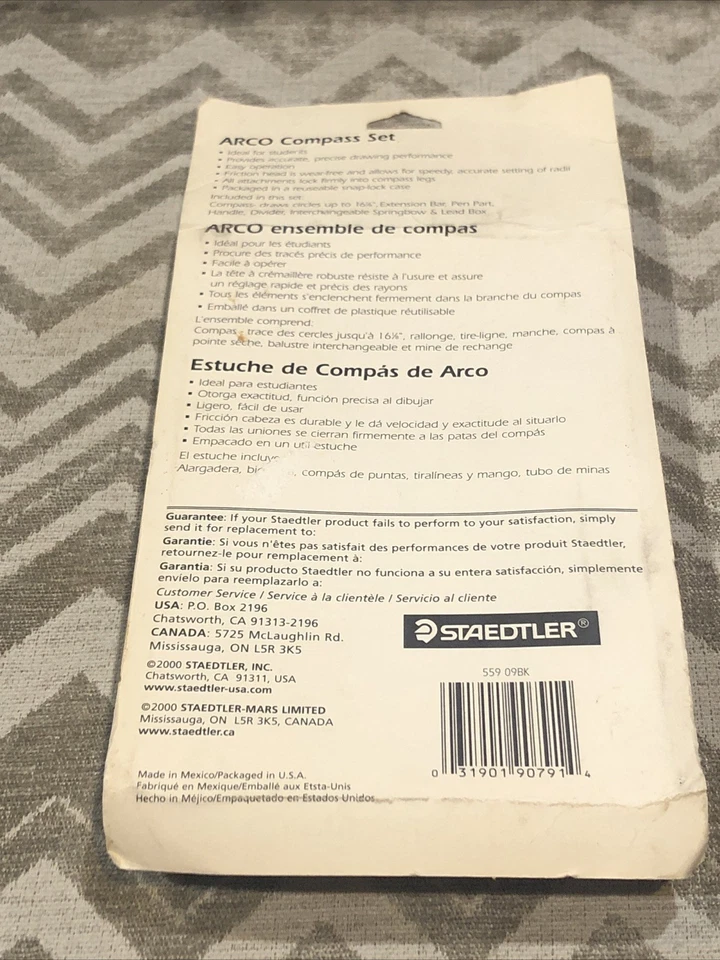 ARCO Compass Set
• Ideal for students
• Provides accurate, precise drawing performance
• Easy operation
• Friction head is wear-free and allows for speedy, accurate setting of radii
• All attachments lock firmly into compass legs
• Packaged in a reuseable snap-lock case
Included in this set:
Compass- draws circles up to 16⅛", Extension Bar, Pen Part,
Handle, Divider, Interchangeable Springbow & Lead Box
ARCO ensemble de compas
• Idéal pour les étudiants
• Procure des tracés précis de performance
• Facile à opérer
• La tête à crémaillère robuste résiste à l'usure et assure
un réglage rapide et précis des rayons
• Tous les éléments s'enclenchent fermement dans la branche du compas
• Emballé dans un coffret de plastique réutilisable
L'ensemble comprend:
Compas, trace des cercles jusqu'à 16⅛", rallonge, tire-ligne, manche, compas à
pointe sèche, balustre interchangeable et mine de rechange
Estuche de Compás de Arco
• Ideal para estudiantes
• Otorga exactitud, función precisa al dibujar
• Ligero, fácil de usar
• Fricción cabeza es durable y le dá velocidad y exactitude al situarlo
• Todas las uniones se cierran firmemente a las patas del compás
• Empacado en un util estuche
El estuche incluye
Alargadera, compás de puntas, tiralíneas y mango, tubo de minas
Guarantee: If your Staedtler product fails to perform to your satisfaction, simply
send it for replacement to:
Garantie: Si vous n'êtes pas satisfait des performances de votre produit Staedtler,
retournez-le pour remplacement à:
Garantia: Si su producto Staedtler no funciona a su entera satisfacción, simplemente
envíelo para reemplazarlo a:
Customer Service / Service à la clientèle / Servicio al cliente
USA: P.O. Box 2196
Chatsworth, CA 91313-2196
CANADA: 5725 McLaughlin Rd.
Mississauga, ON L5R 3K5
©2000 STAEDTLER, INC.
Chatsworth, CA 91311, USA
www.staedtler-usa.com
©2000 STAEDTLER-MARS LIMITED
Mississauga, ON L5R 3K5, CANADA
www.staedtler.ca
STAEDTLER®
559 09BK
0 31901 90791 4
Made in Mexico/Packaged in U.S.A.
Fabriqué en Mexique/Emballé aux Etsta-Unis
Hecho in Méjico/Empaquetado en Estados Unidos